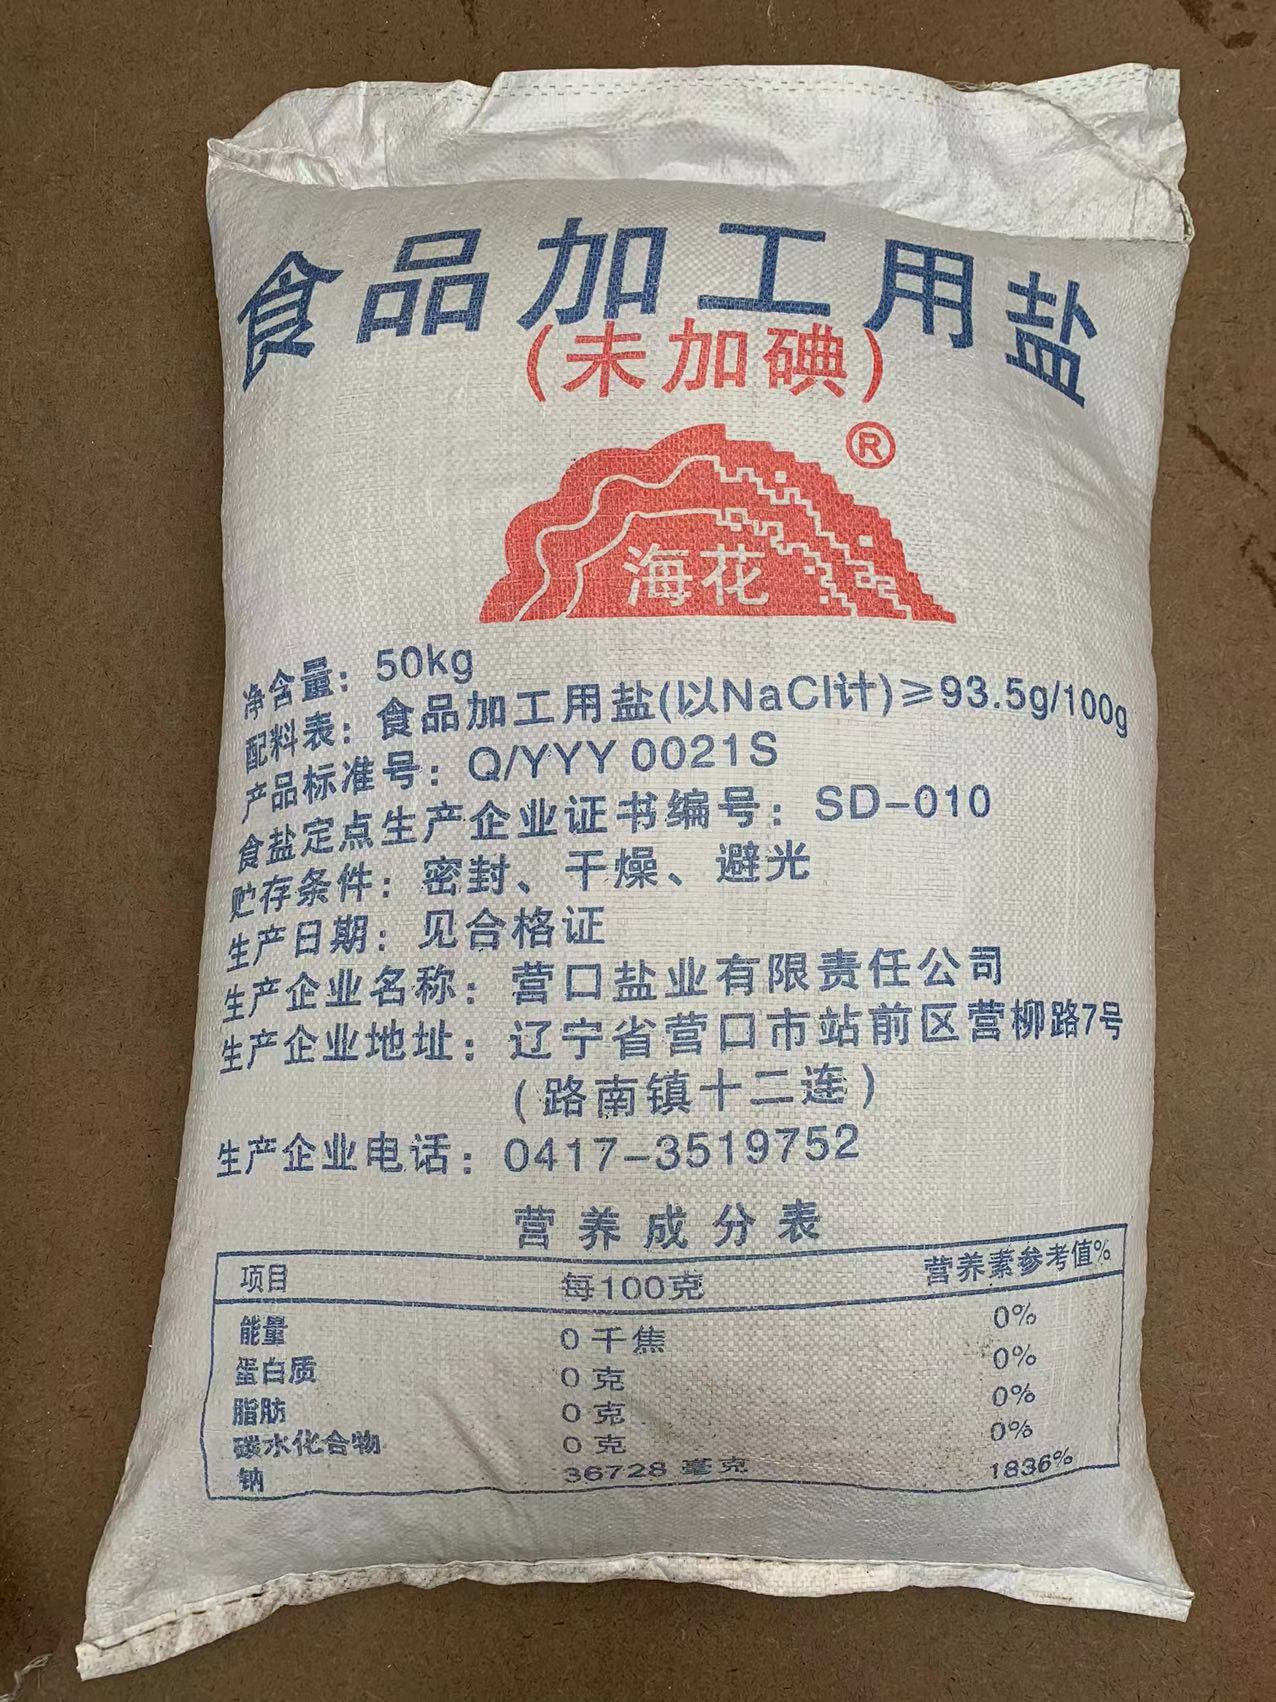 食品加工用盐
(未加碘)
®
海花
净含量：50kg
配料表：食品加工用盐(以NaCl计)≥93.5g/100g
产品标准号：Q/YYY 0021S
食盐定点生产企业证书编号：SD-010
贮存条件：密封、干燥、避光
生产日期：见合格证
生产企业名称：营口盐业有限责任公司
生产企业地址：辽宁省营口市站前区营柳路7号
(路南镇十二连)
生产企业电话：0417-3519752
营养成分表
项目 每100克 营养素参考值%
能量 0 千焦 0%
蛋白质 0 克 0%
脂肪 0 克 0%
碳水化合物 0 克 0%
钠 36728 毫克 1836%